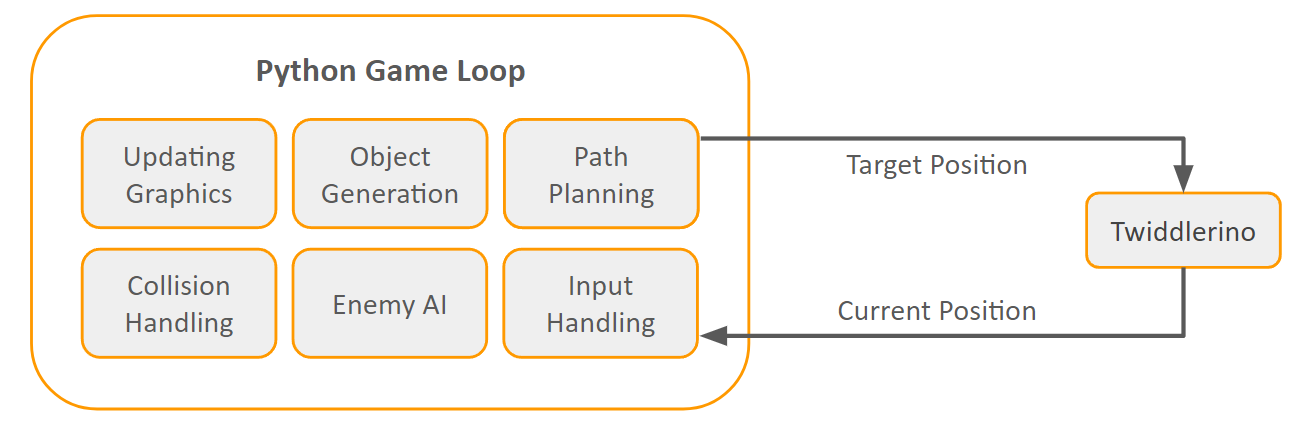 Python Game Loop
Updating
Graphics
Object
Generation
Path
Planning
Target Position
Twiddlerino
Collision
Handling
Enemy AI
Input
Handling
Current Position